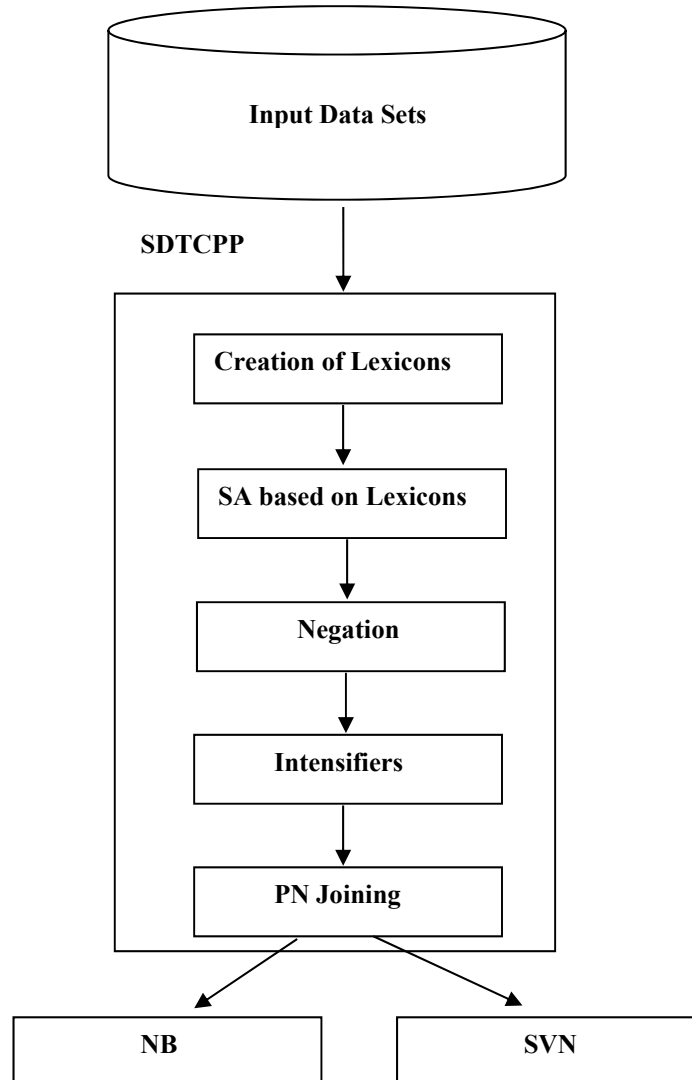 Input Data Sets
SDTCPP
Creation of Lexicons
SA based on Lexicons
Negation
Intensifiers
PN Joining
NB
SVN